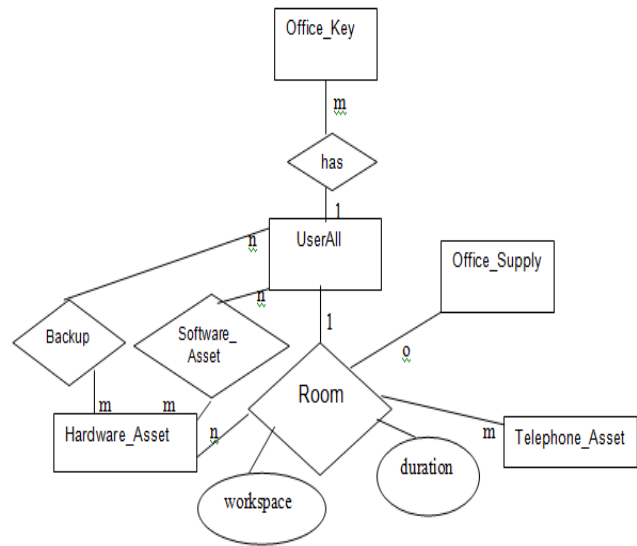 Office_Key
m
has
1
UserAll
n
n
Office_Supply
1
Backup
Software_
Asset
o
Room
m
m
Hardware_Asset
n
m
Telephone_Asset
duration
workspace